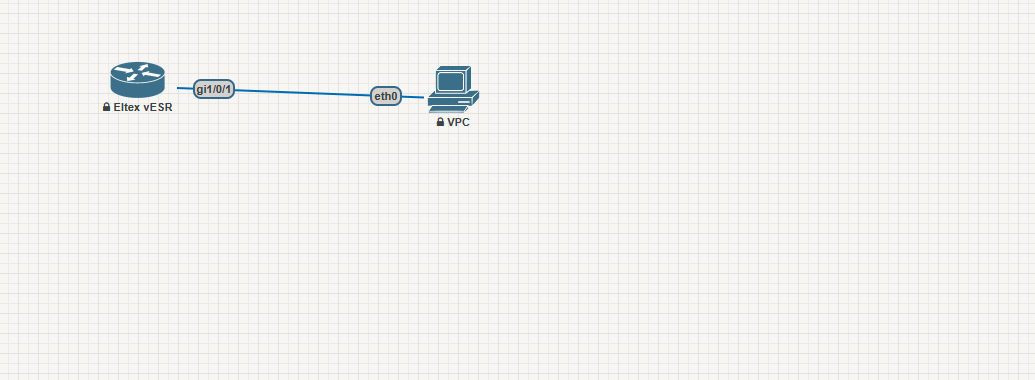 gi1/0/1
eth0
Eltex vESR
VPC